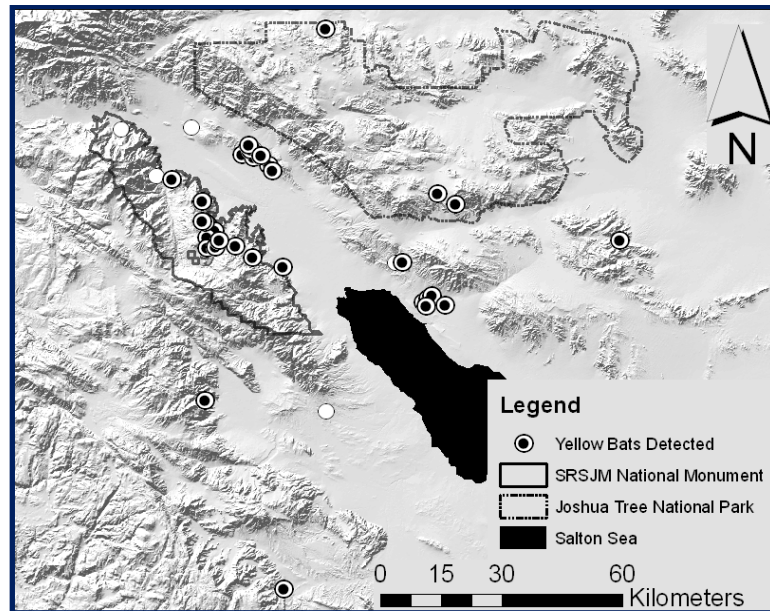 N
Legend
Yellow Bats Detected
SRSJM National Monument
Joshua Tree National Park
Salton Sea
0 15 30 60
Kilometers